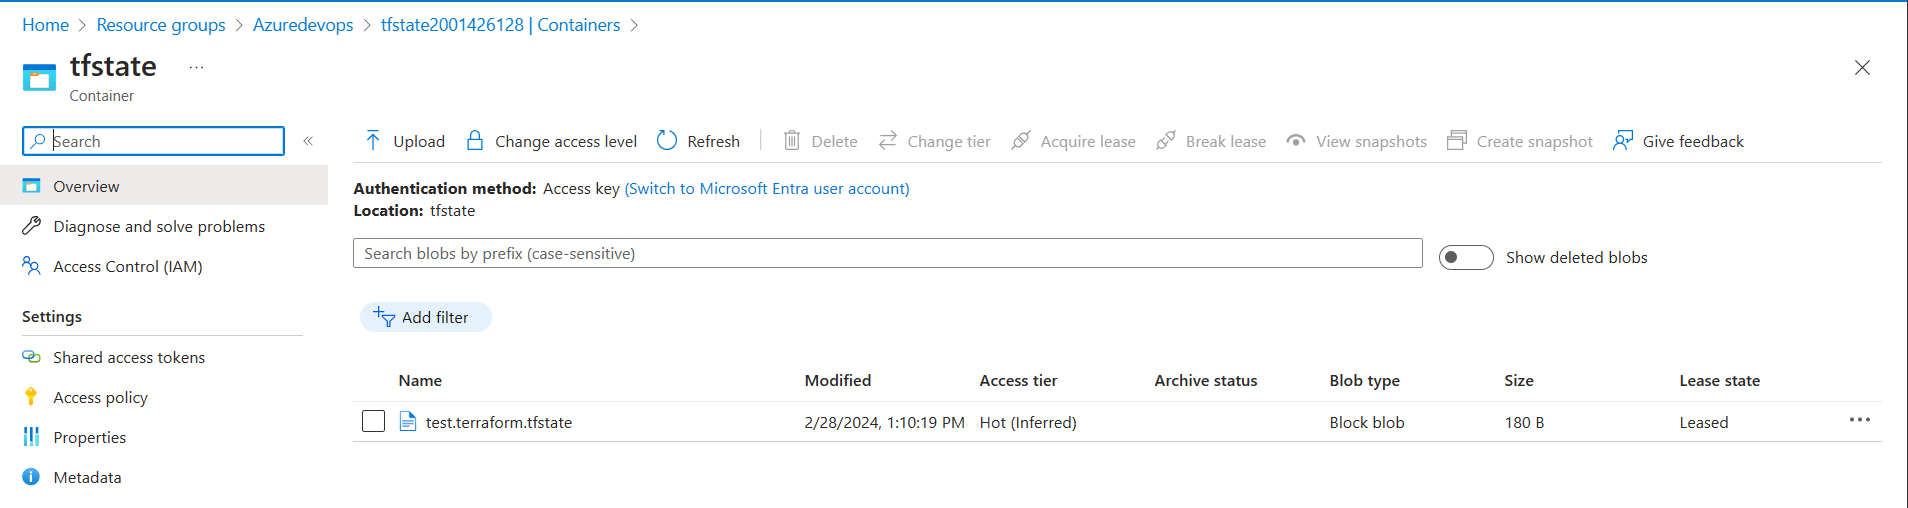 Home > Resource groups > Azuredevops > tfstate2001426128 | Containers >
tfstate ...
Container
Search «
Overview
Diagnose and solve problems
Access Control (IAM)
Settings
Shared access tokens
Access policy
Properties
Metadata
Upload Change access level Refresh Delete Change tier Acquire lease Break lease View snapshots Create snapshot Give feedback
Authentication method: Access key (Switch to Microsoft Entra user account)
Location: tfstate
Search blobs by prefix (case-sensitive) Show deleted blobs
Add filter
Name Modified Access tier Archive status Blob type Size Lease state
test.terraform.tfstate 2/28/2024, 1:10:19 PM Hot (Inferred) Block blob 180 B Leased ...